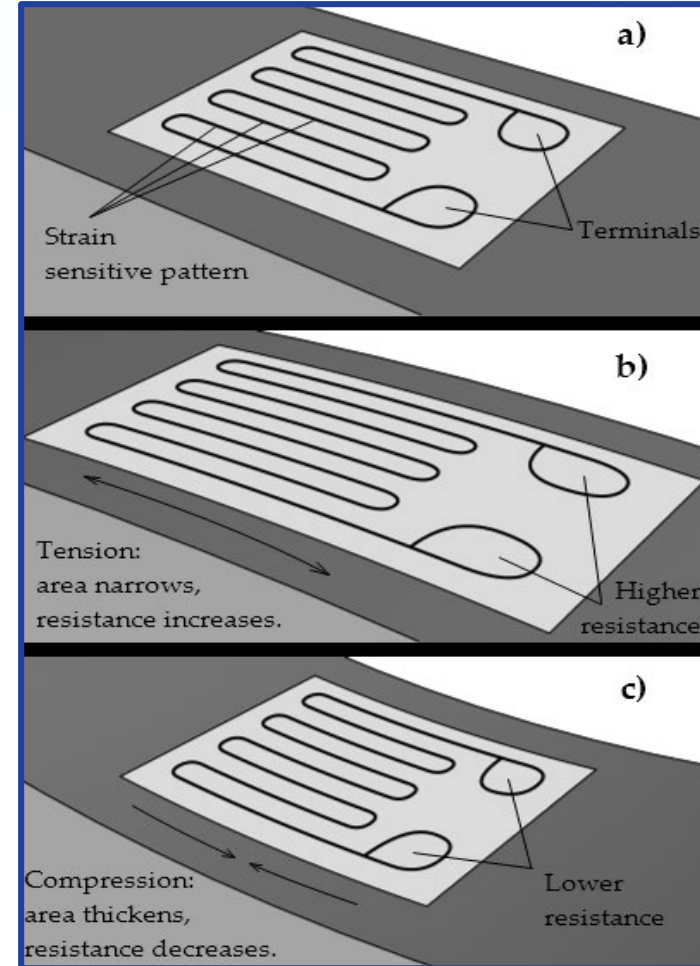 a)
Strain
sensitive pattern
Terminals
b)
Tension:
area narrows,
resistance increases.
Higher
resistance
c)
Compression:
area thickens,
resistance decreases.
Lower
resistance